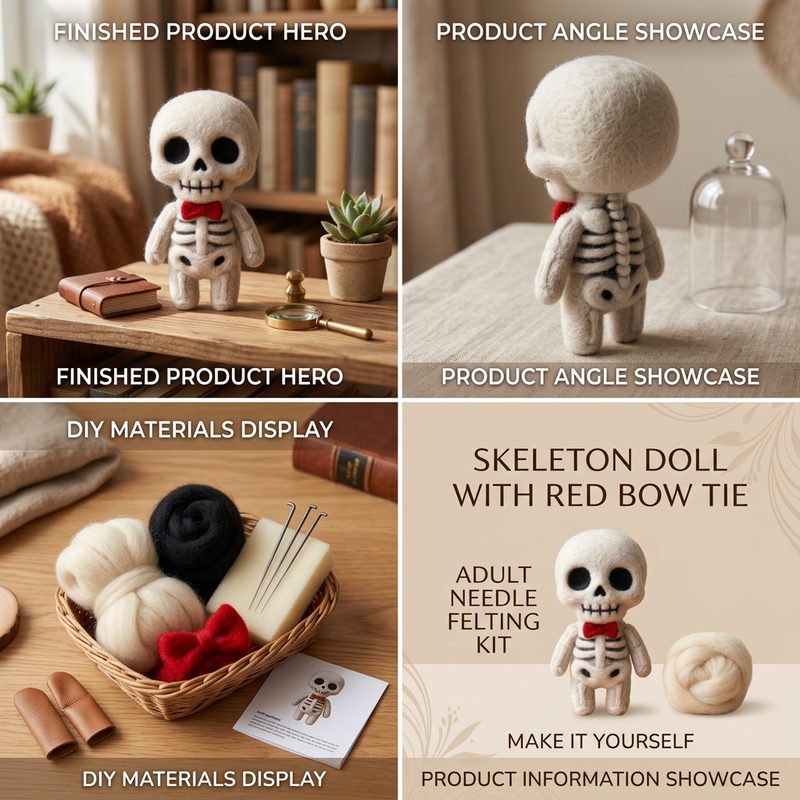 FINISHED PRODUCT HERO
FINISHED PRODUCT HERO
PRODUCT ANGLE SHOWCASE
PRODUCT ANGLE SHOWCASE
DIY MATERIALS DISPLAY
DIY MATERIALS DISPLAY
SKELETON DOLL
WITH RED BOW TIE
ADULT
NEEDLE
FELTING
KIT
MAKE IT YOURSELF
PRODUCT INFORMATION SHOWCASE